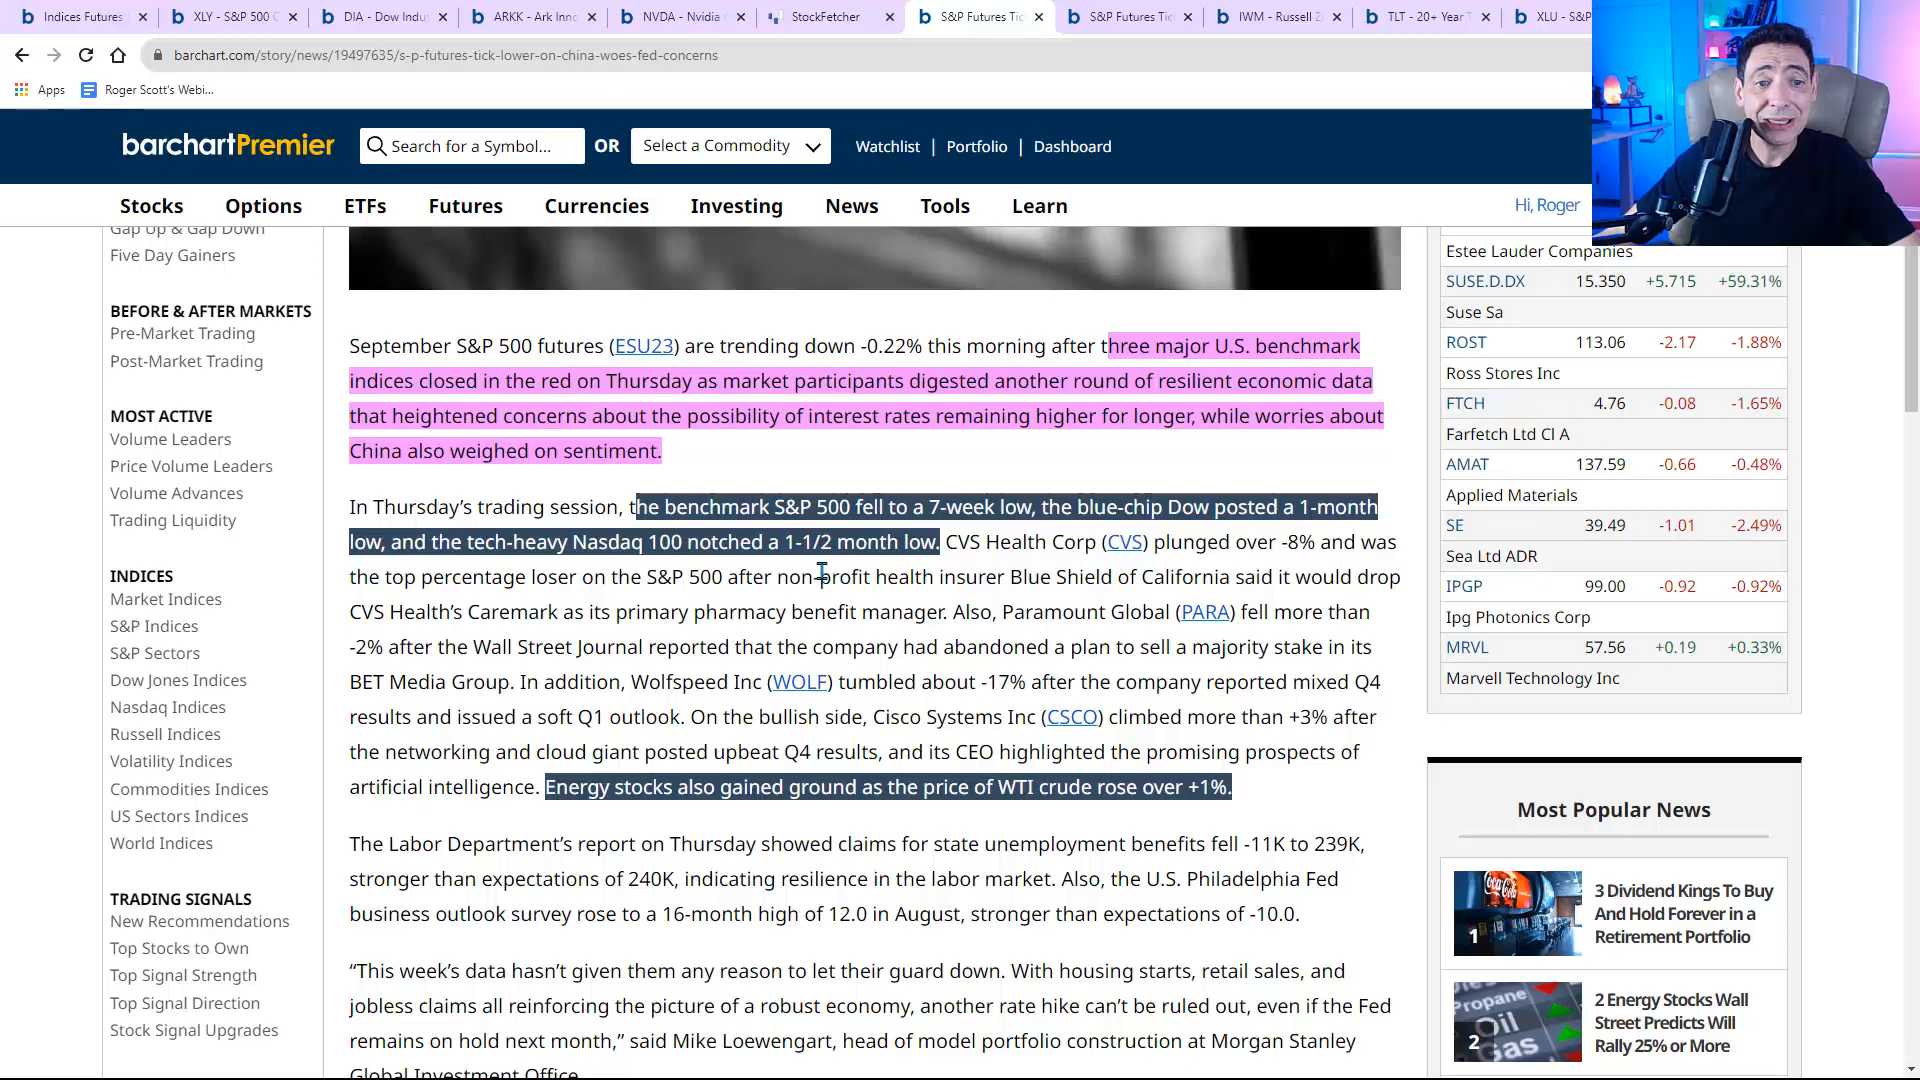 Indices Futures
XLY - S&P 500 C
DIA - Dow Indu
ARKK - Ark Inno
NVDA - Nvidia C
StockFetcher
S&P Futures Tic
S&P Futures Tic
IWM - Russell 2
TLT - 20+ Year T
XLU - S&P
barchart.com/story/news/19497635/s-p-futures-tick-lower-on-china-woes-fed-concerns
Apps
Roger Scott's Webi...
barchartPremier
Search for a Symbol...
OR
Select a Commodity
Watchlist | Portfolio | Dashboard
Stocks
Options
ETFs
Futures
Currencies
Investing
News
Tools
Learn
Hi, Roger
Gap Up & Gap Down
Five Day Gainers
BEFORE & AFTER MARKETS
Pre-Market Trading
Post-Market Trading
MOST ACTIVE
Volume Leaders
Price Volume Leaders
Volume Advances
Trading Liquidity
INDICES
Market Indices
S&P Indices
S&P Sectors
Dow Jones Indices
Nasdaq Indices
Russell Indices
Volatility Indices
Commodities Indices
US Sectors Indices
World Indices
TRADING SIGNALS
New Recommendations
Top Stocks to Own
Top Signal Strength
Top Signal Direction
Stock Signal Upgrades
September S&P 500 futures (ESU23) are trending down -0.22% this morning after three major U.S. benchmark
indices closed in the red on Thursday as market participants digested another round of resilient economic data
that heightened concerns about the possibility of interest rates remaining higher for longer, while worries about
China also weighed on sentiment.
In Thursday's trading session, the benchmark S&P 500 fell to a 7-week low, the blue-chip Dow posted a 1-month
low, and the tech-heavy Nasdaq 100 notched a 1-1/2 month low. CVS Health Corp (CVS) plunged over -8% and was
the top percentage loser on the S&P 500 after non-profit health insurer Blue Shield of California said it would drop
CVS Health's Caremark as its primary pharmacy benefit manager. Also, Paramount Global (PARA) fell more than
-2% after the Wall Street Journal reported that the company had abandoned a plan to sell a majority stake in its
BET Media Group. In addition, Wolfspeed Inc (WOLF) tumbled about -17% after the company reported mixed Q4
results and issued a soft Q1 outlook. On the bullish side, Cisco Systems Inc (CSCO) climbed more than +3% after
the networking and cloud giant posted upbeat Q4 results, and its CEO highlighted the promising prospects of
artificial intelligence. Energy stocks also gained ground as the price of WTI crude rose over +1%.
The Labor Department's report on Thursday showed claims for state unemployment benefits fell -11K to 239K,
stronger than expectations of 240K, indicating resilience in the labor market. Also, the U.S. Philadelphia Fed
business outlook survey rose to a 16-month high of 12.0 in August, stronger than expectations of -10.0.
“This week's data hasn't given them any reason to let their guard down. With housing starts, retail sales, and
jobless claims all reinforcing the picture of a robust economy, another rate hike can't be ruled out, even if the Fed
remains on hold next month,” said Mike Loewengart, head of model portfolio construction at Morgan Stanley
Global Investment Office.
Estee Lauder Companies
SUSE.D.DX 15.350 +5.715 +59.31%
Suse Sa
ROST 113.06 -2.17 -1.88%
Ross Stores Inc
FTCH 4.76 -0.08 -1.65%
Farfetch Ltd Cl A
AMAT 137.59 -0.66 -0.48%
Applied Materials
SE 39.49 -1.01 -2.49%
Sea Ltd ADR
IPGP 99.00 -0.92 -0.92%
Ipg Photonics Corp
MRVL 57.56 +0.19 +0.33%
Marvell Technology Inc
Most Popular News
1
3 Dividend Kings To Buy
And Hold Forever in a
Retirement Portfolio
Propane
Oil
Gas
2
2 Energy Stocks Wall
Street Predicts Will
Rally 25% or More